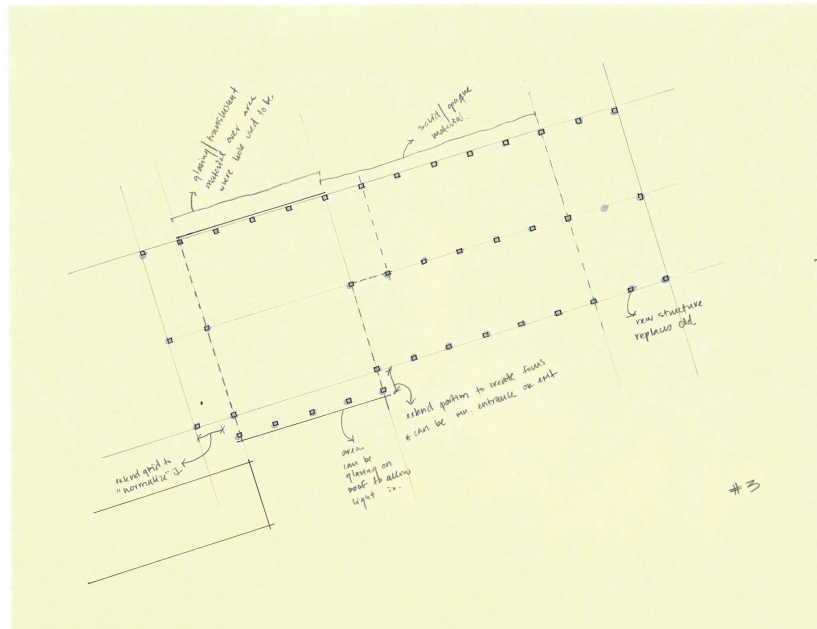 glazing/translucent
material over area
where hole used to be.
solid/opaque
material.
new structure
replaces old.
extend portion to create focus
* can be mn. entrance or exit
area
can be
glazing on
roof to allow
light in.
extend grid to
"normalize" it
#3